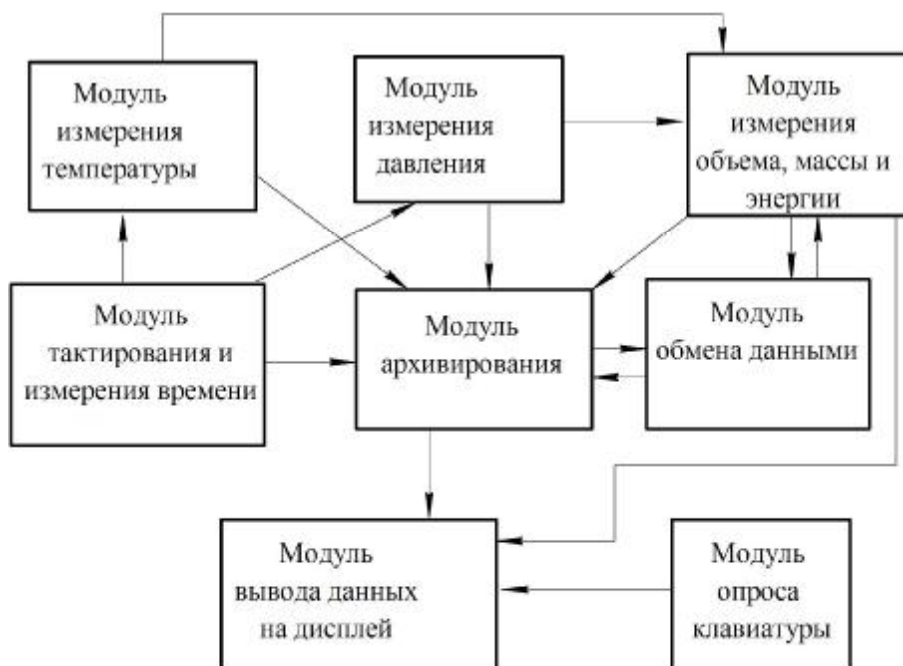 Модуль
измерения
температуры
Модуль
измерения
давления
Модуль
измерения
объема, массы и
энергии
Модуль
тактирования и
измерения времени
Модуль
архивирования
Модуль
обмена данными
Модуль
вывода данных
на дисплей
Модуль
опроса
клавиатуры